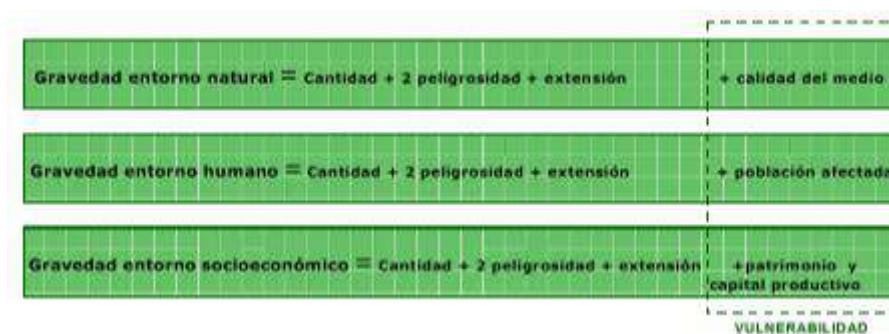 Gravedad entorno natural = Cantidad + 2 peligrosidad + extensión + calidad del medio
Gravedad entorno humano = Cantidad + 2 peligrosidad + extensión + población afectada
Gravedad entorno socioeconómico = Cantidad + 2 peligrosidad + extensión +patrimonio y
capital productivo
VULNERABILIDAD